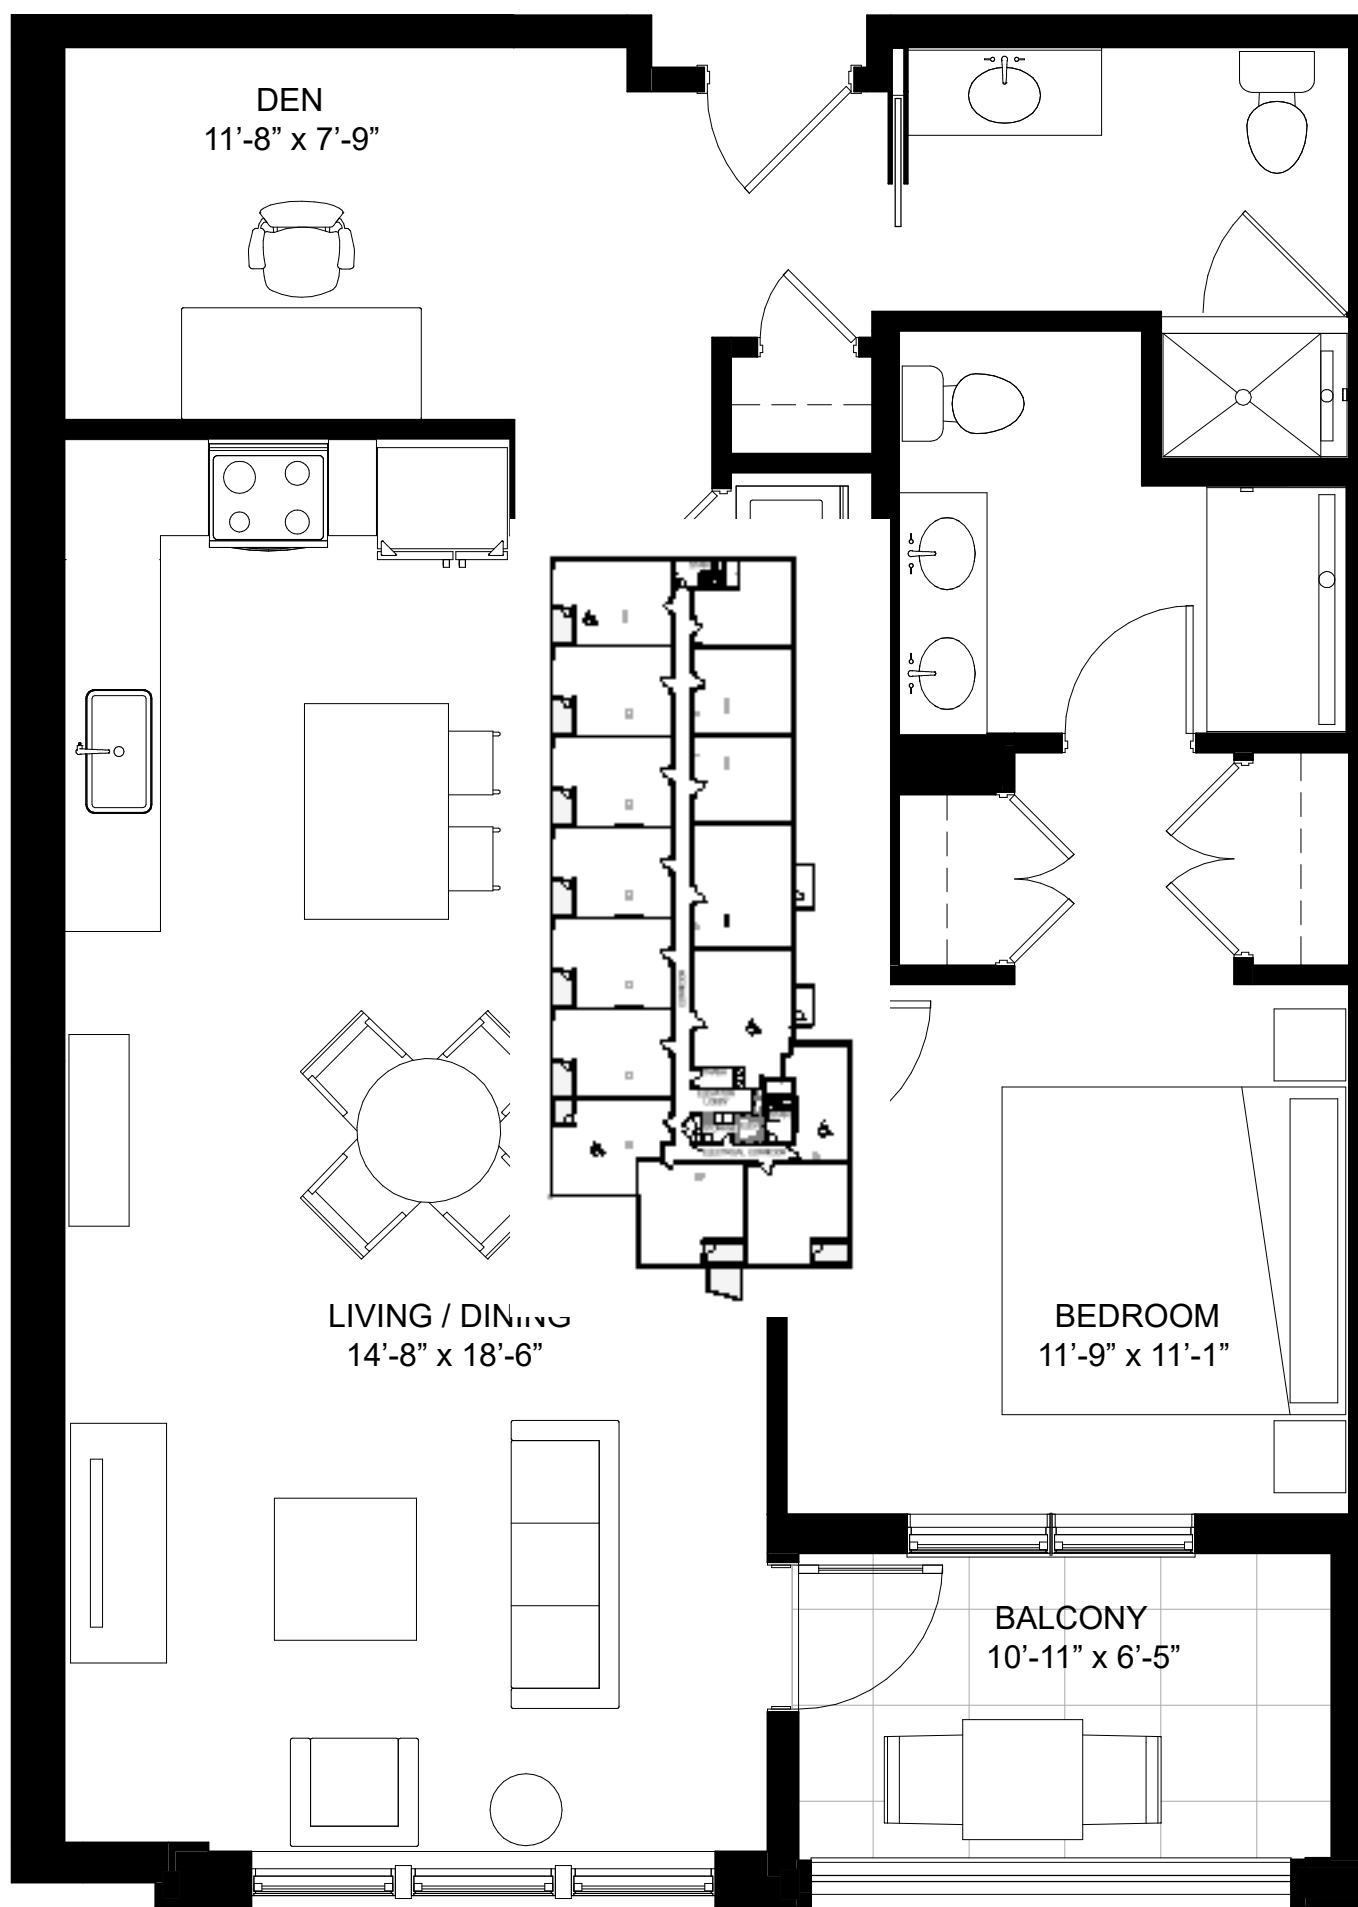 DEN
11’-8” x 7’-9”
LIVING / DINING
14’-8” x 18’-6”
BEDROOM
11’-9” x 11’-1”
BALCONY
10’-11” x 6’-5”